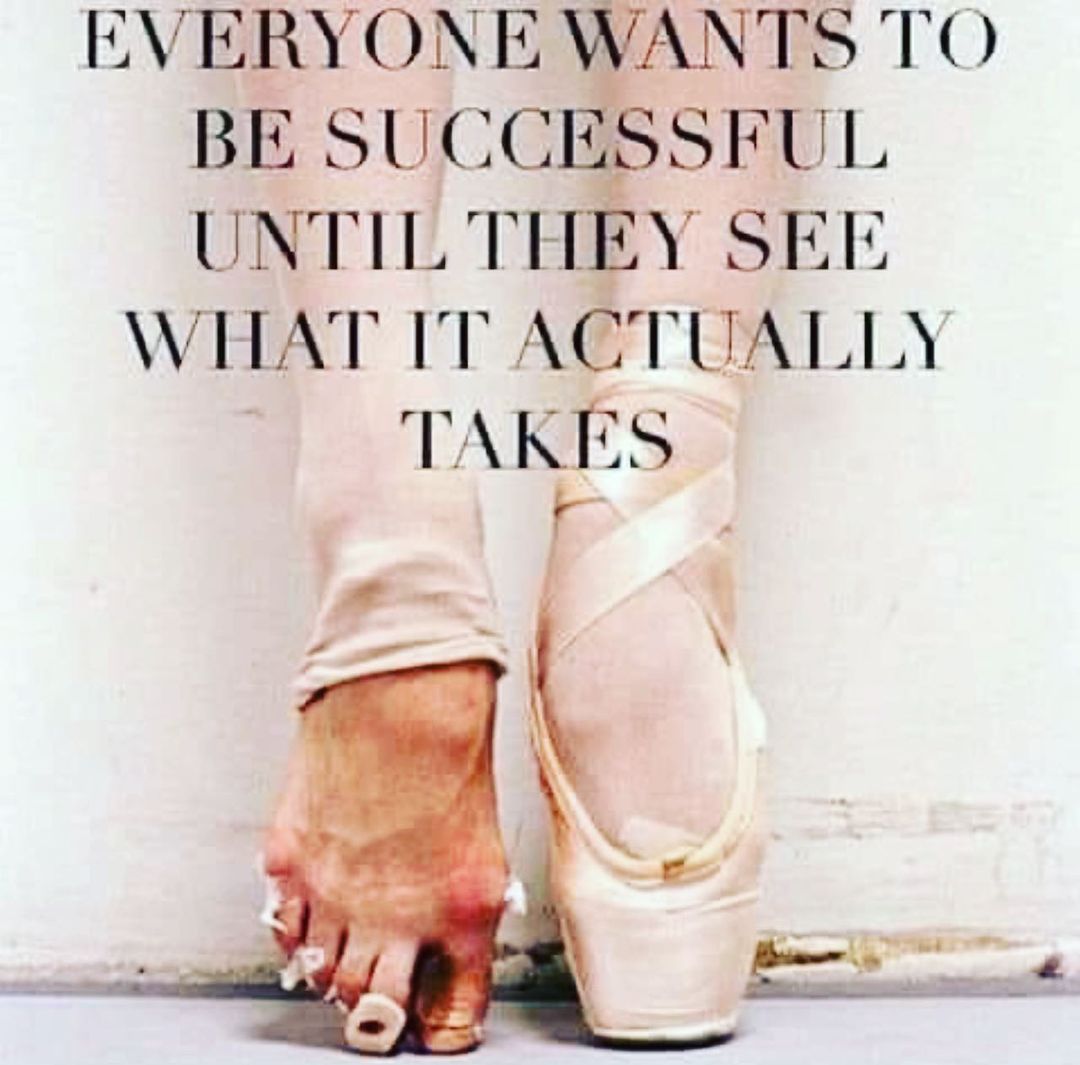 EVERYONE WANTS TO
BE SUCCESSFUL
UNTIL THEY SEE
WHAT IT ACTUALLY
TAKES